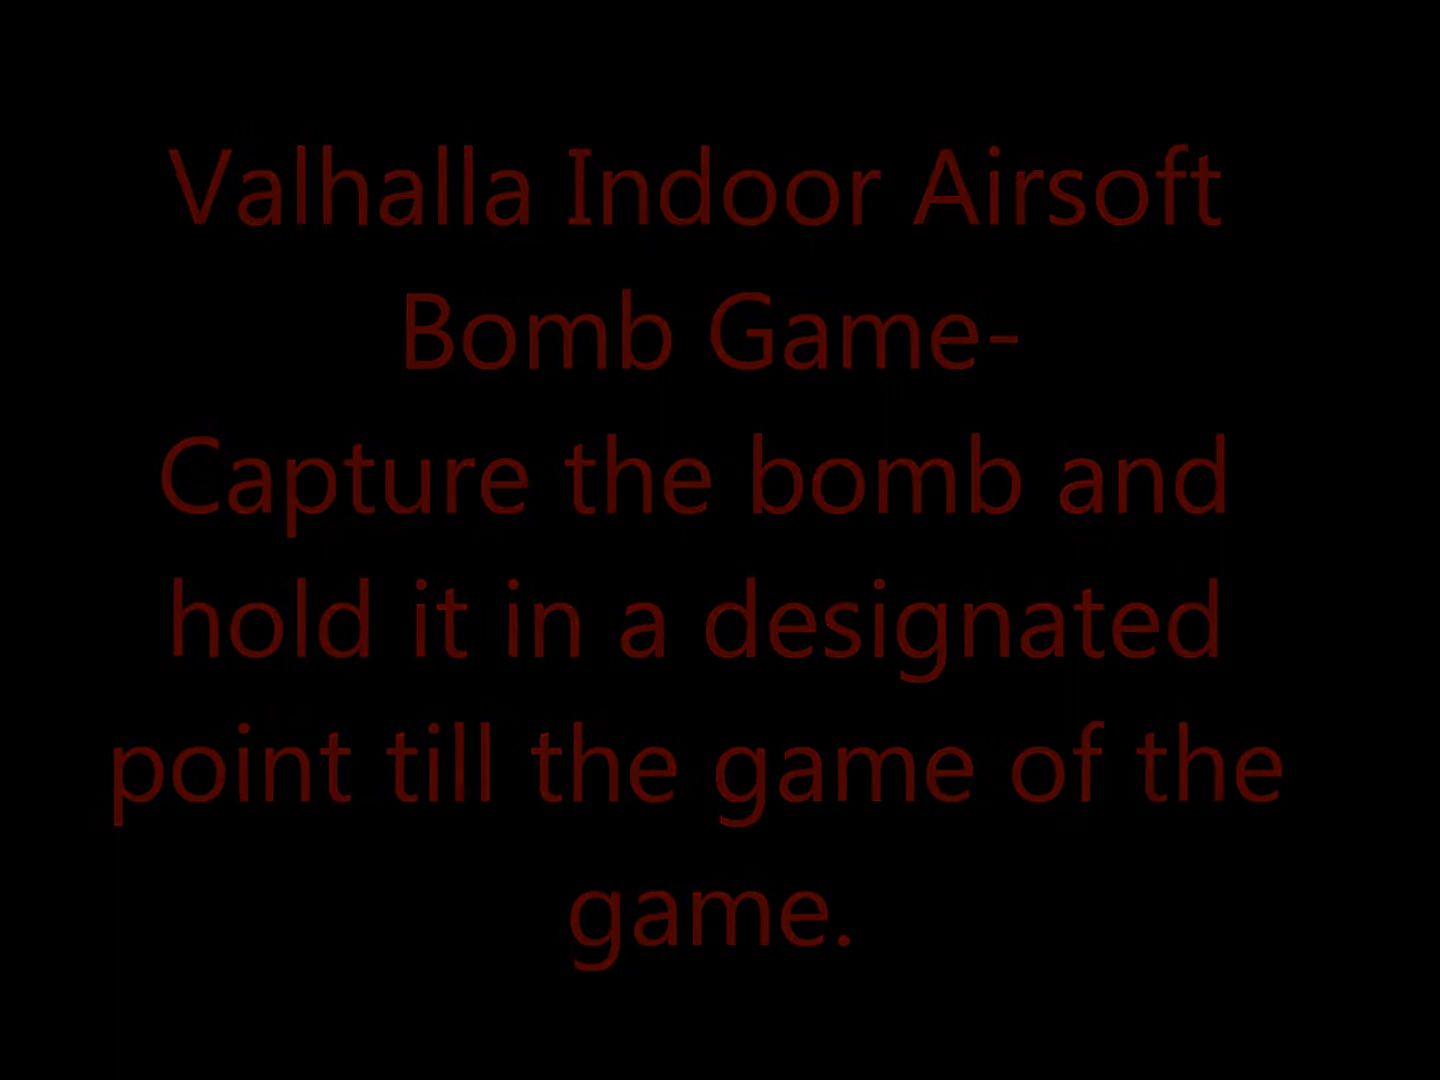 Valhalla Indoor Airsoft
Bomb Game-
Capture the bomb and
hold it in a designated
point till the game of the
game.